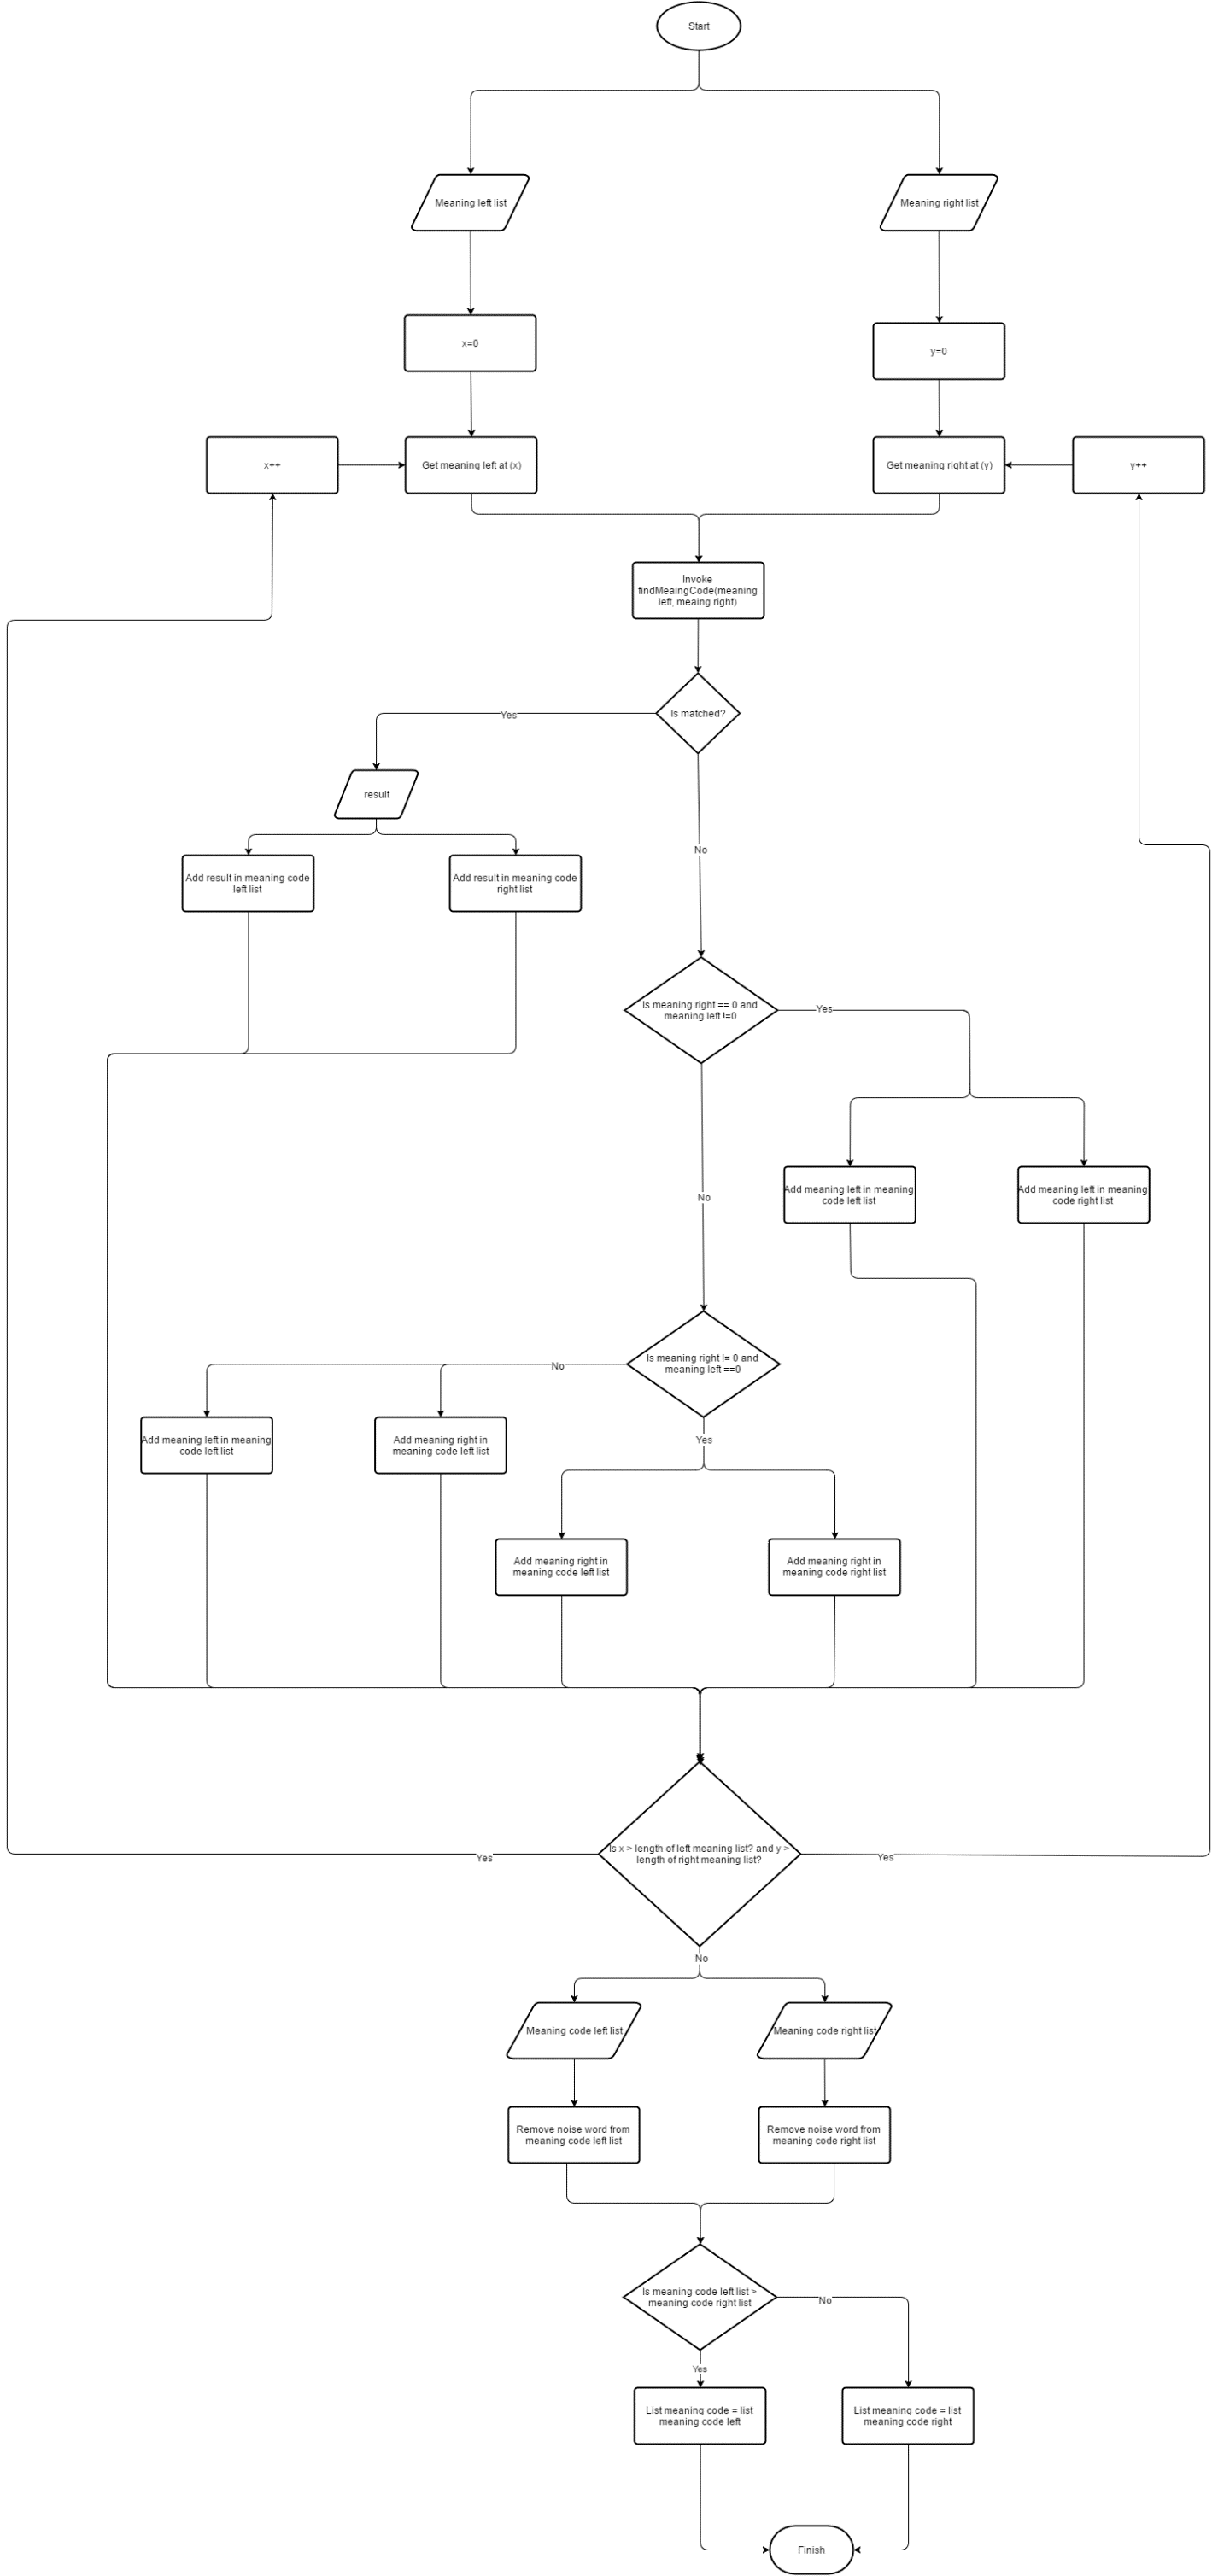 Start
Meaning left list
Meaning right list
x=0
y=0
x++
Get meaning left at (x)
Get meaning right at (y)
y++
Invoke
findMeaingCode(meaning
left, meaing right)
Is matched?
Yes
result
Add result in meaning code
left list
Add result in meaning code
right list
No
Is meaning right == 0 and
meaning left !=0
Yes
Add meaning left in meaning
code left list
Add meaning left in meaning
code right list
No
Is meaning right != 0 and
meaning left ==0
No
Add meaning left in meaning
code left list
Add meaning right in
meaning code left list
Yes
Add meaning right in
meaning code left list
Add meaning right in
meaning code right list
Is x > length of left meaning list? and y >
length of right meaning list?
Yes
Yes
No
Meaning code left list
Meaning code right list
Remove noise word from
meaning code left list
Remove noise word from
meaning code right list
Is meaning code left list >
meaning code right list
No
Yes
List meaning code = list
meaning code left
List meaning code = list
meaning code right
Finish